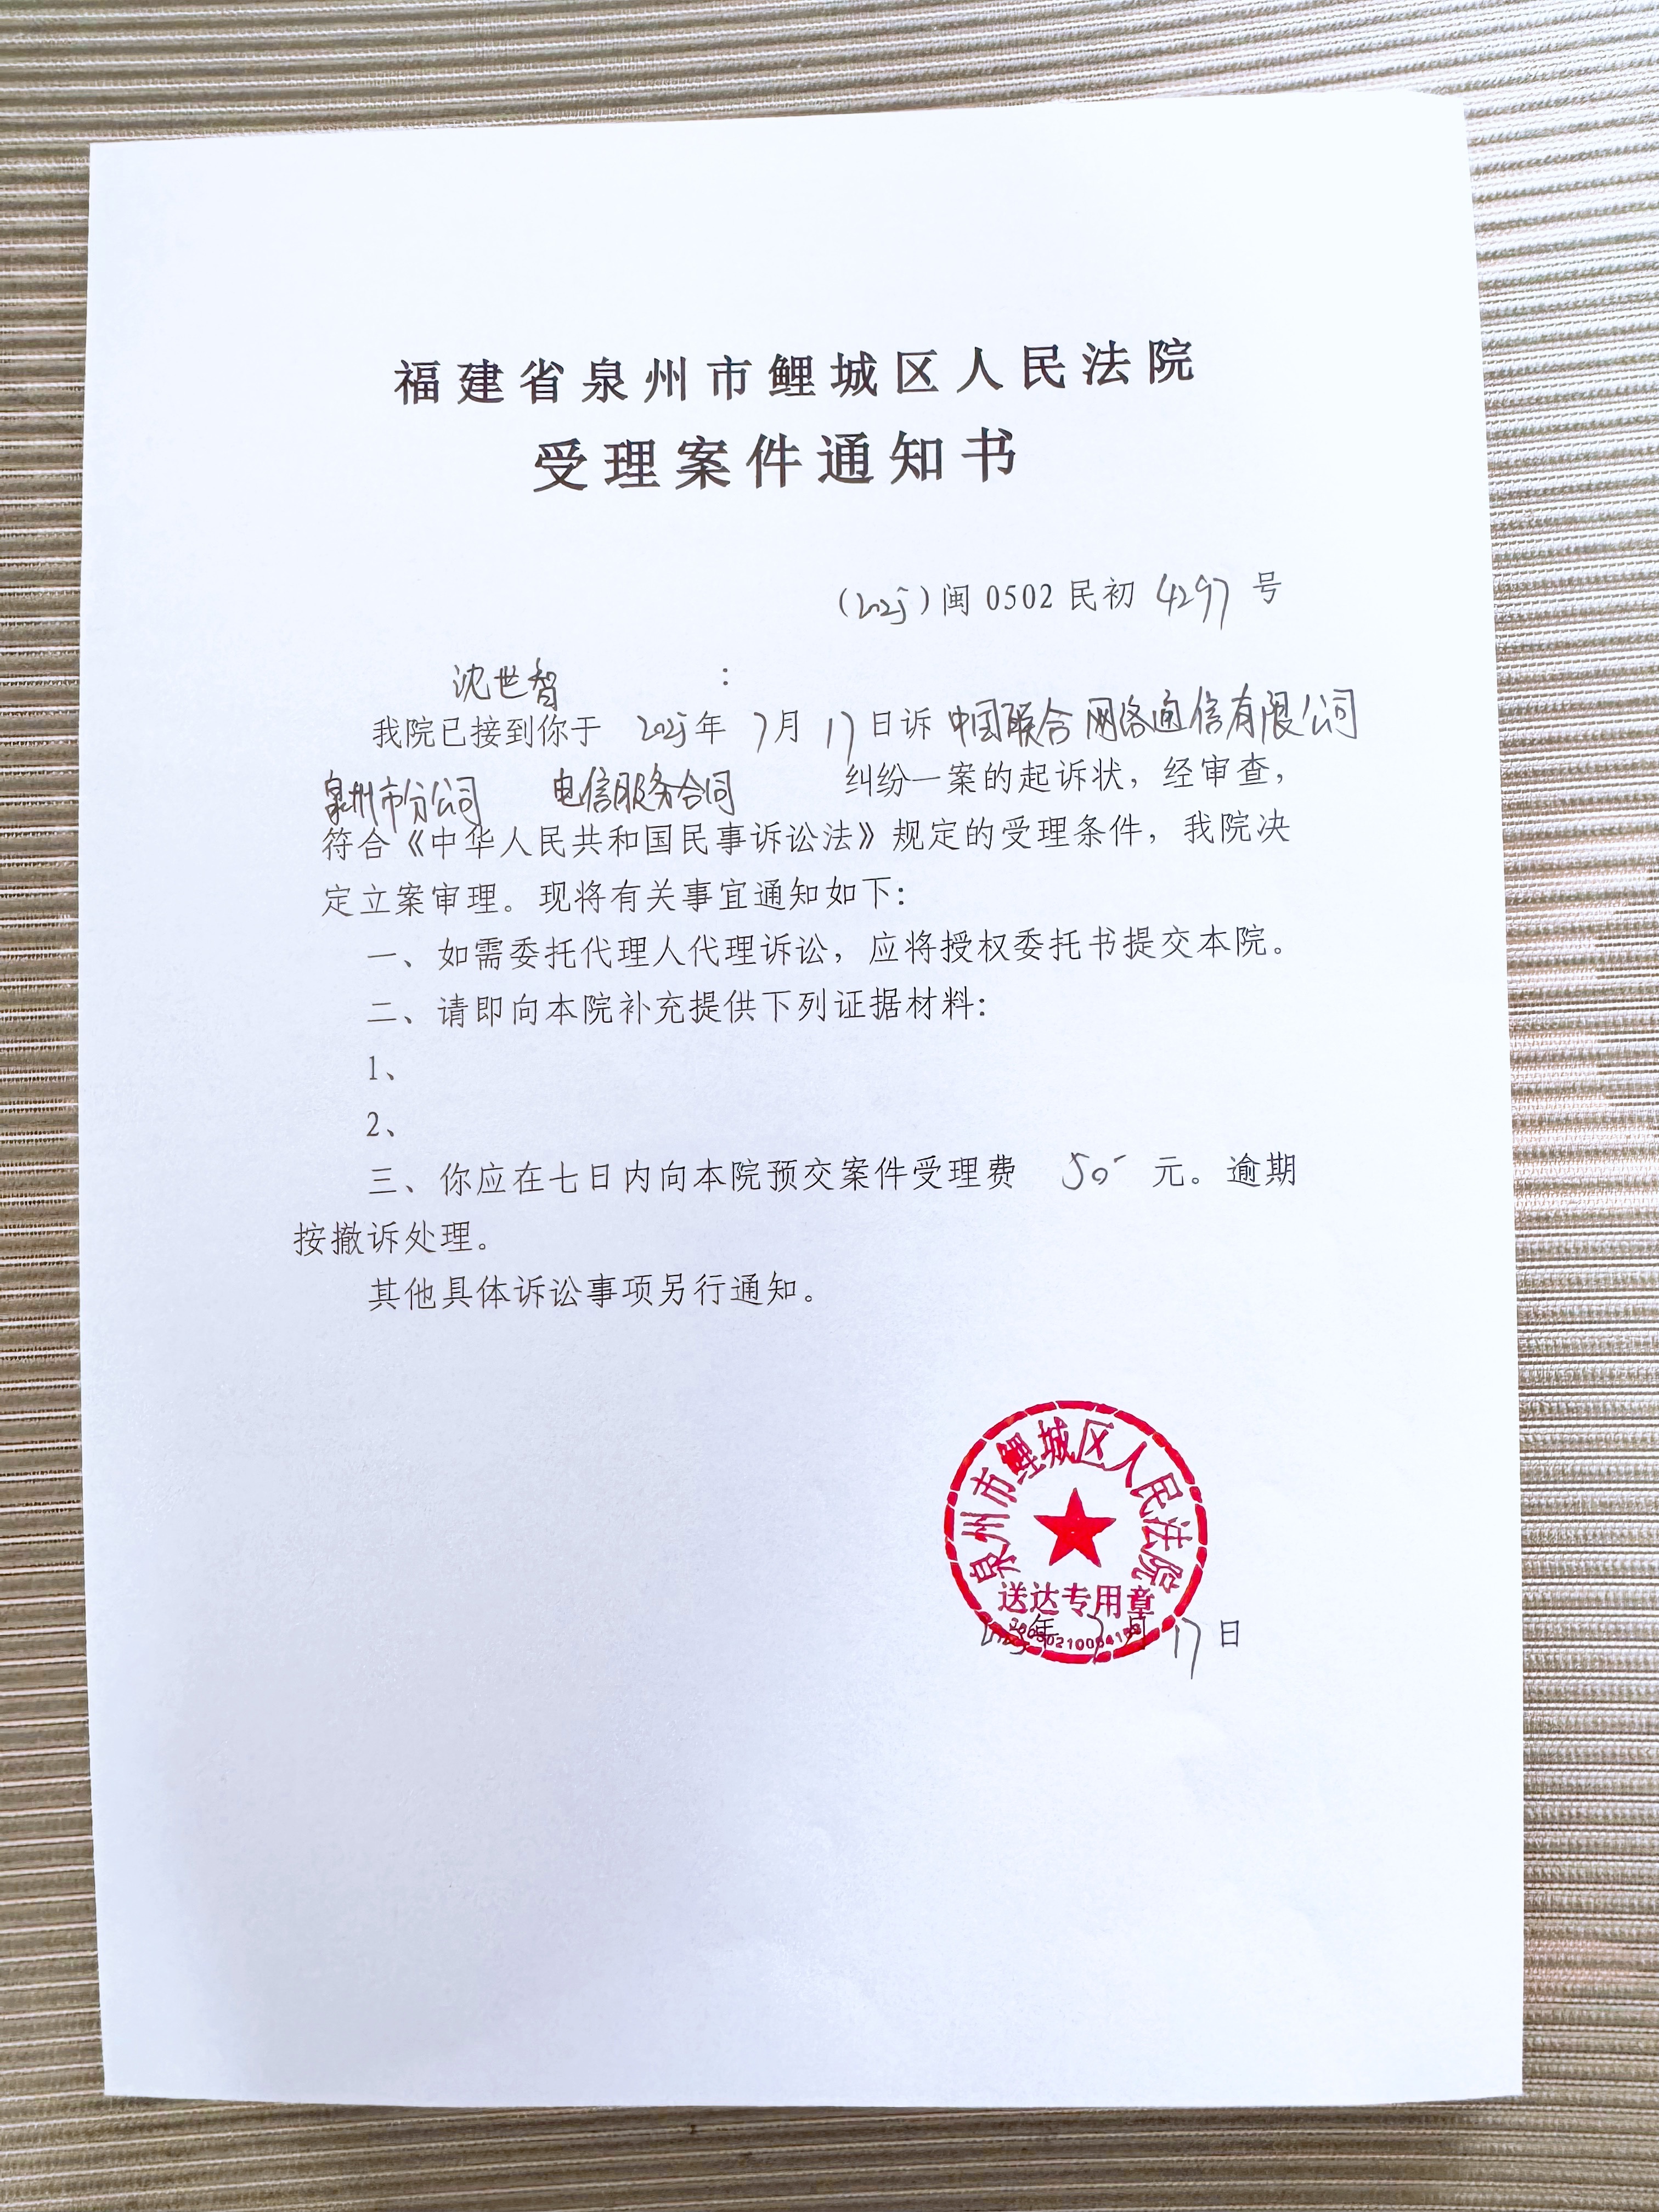 福建省泉州市鲤城区人民法院
受理案件通知书
（2025）闽0502民初 4297 号
沈世智 ：
我院已接到你于 2025年 7月 17日诉 中国联合网络通信有限公司
泉州市分公司 电信服务合同 纠纷一案的起诉状，经审查，
符合《中华人民共和国民事诉讼法》规定的受理条件，我院决
定立案审理。现将有关事宜通知如下：
一、如需委托代理人代理诉讼，应将授权委托书提交本院。
二、请即向本院补充提供下列证据材料：
1、
2、
三、你应在七日内向本院预交案件受理费 50 元。逾期
按撤诉处理。
其他具体诉讼事项另行通知。
泉州市鲤城区人民法院
送达专用章
年 7月 17日